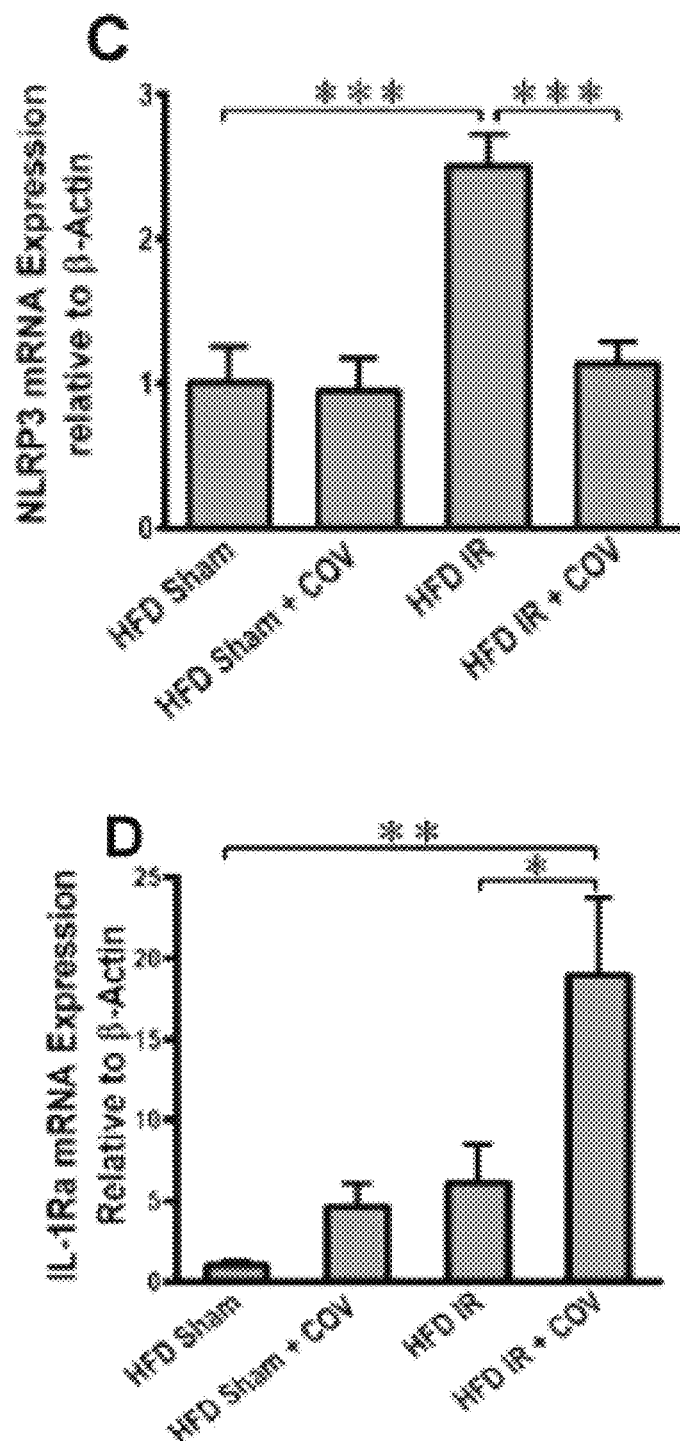 C
NLRP3 mRNA Expression
relative to β-Actin
3
2
1
0
***
***
HFD Sham
HFD Sham + COV
HFD IR
HFD IR + COV
D
IL-1Ra mRNA Expression
Relative to β-Actin
25
20
15
10
5
0
**
*
HFD Sham
HFD Sham + COV
HFD IR
HFD IR + COV